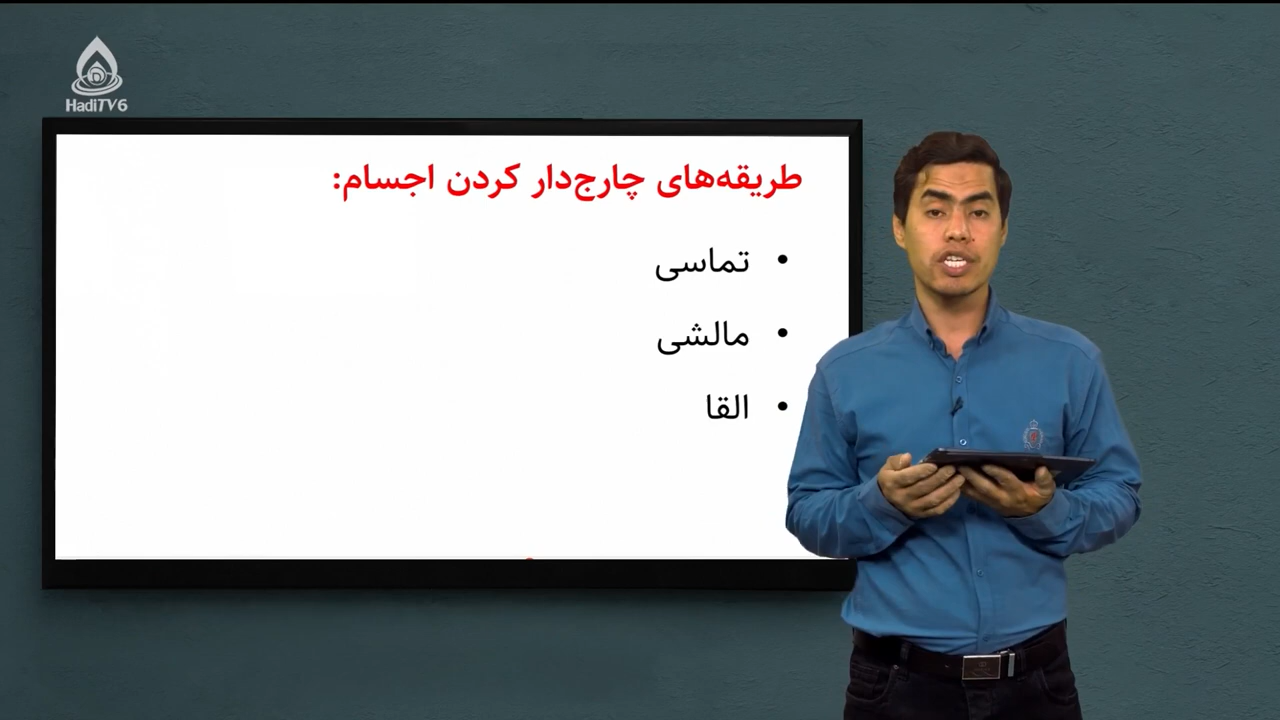 HadiTV6
طریقه‌های چارج‌دار کردن اجسام:
• تماسی
• مالشی
• القا